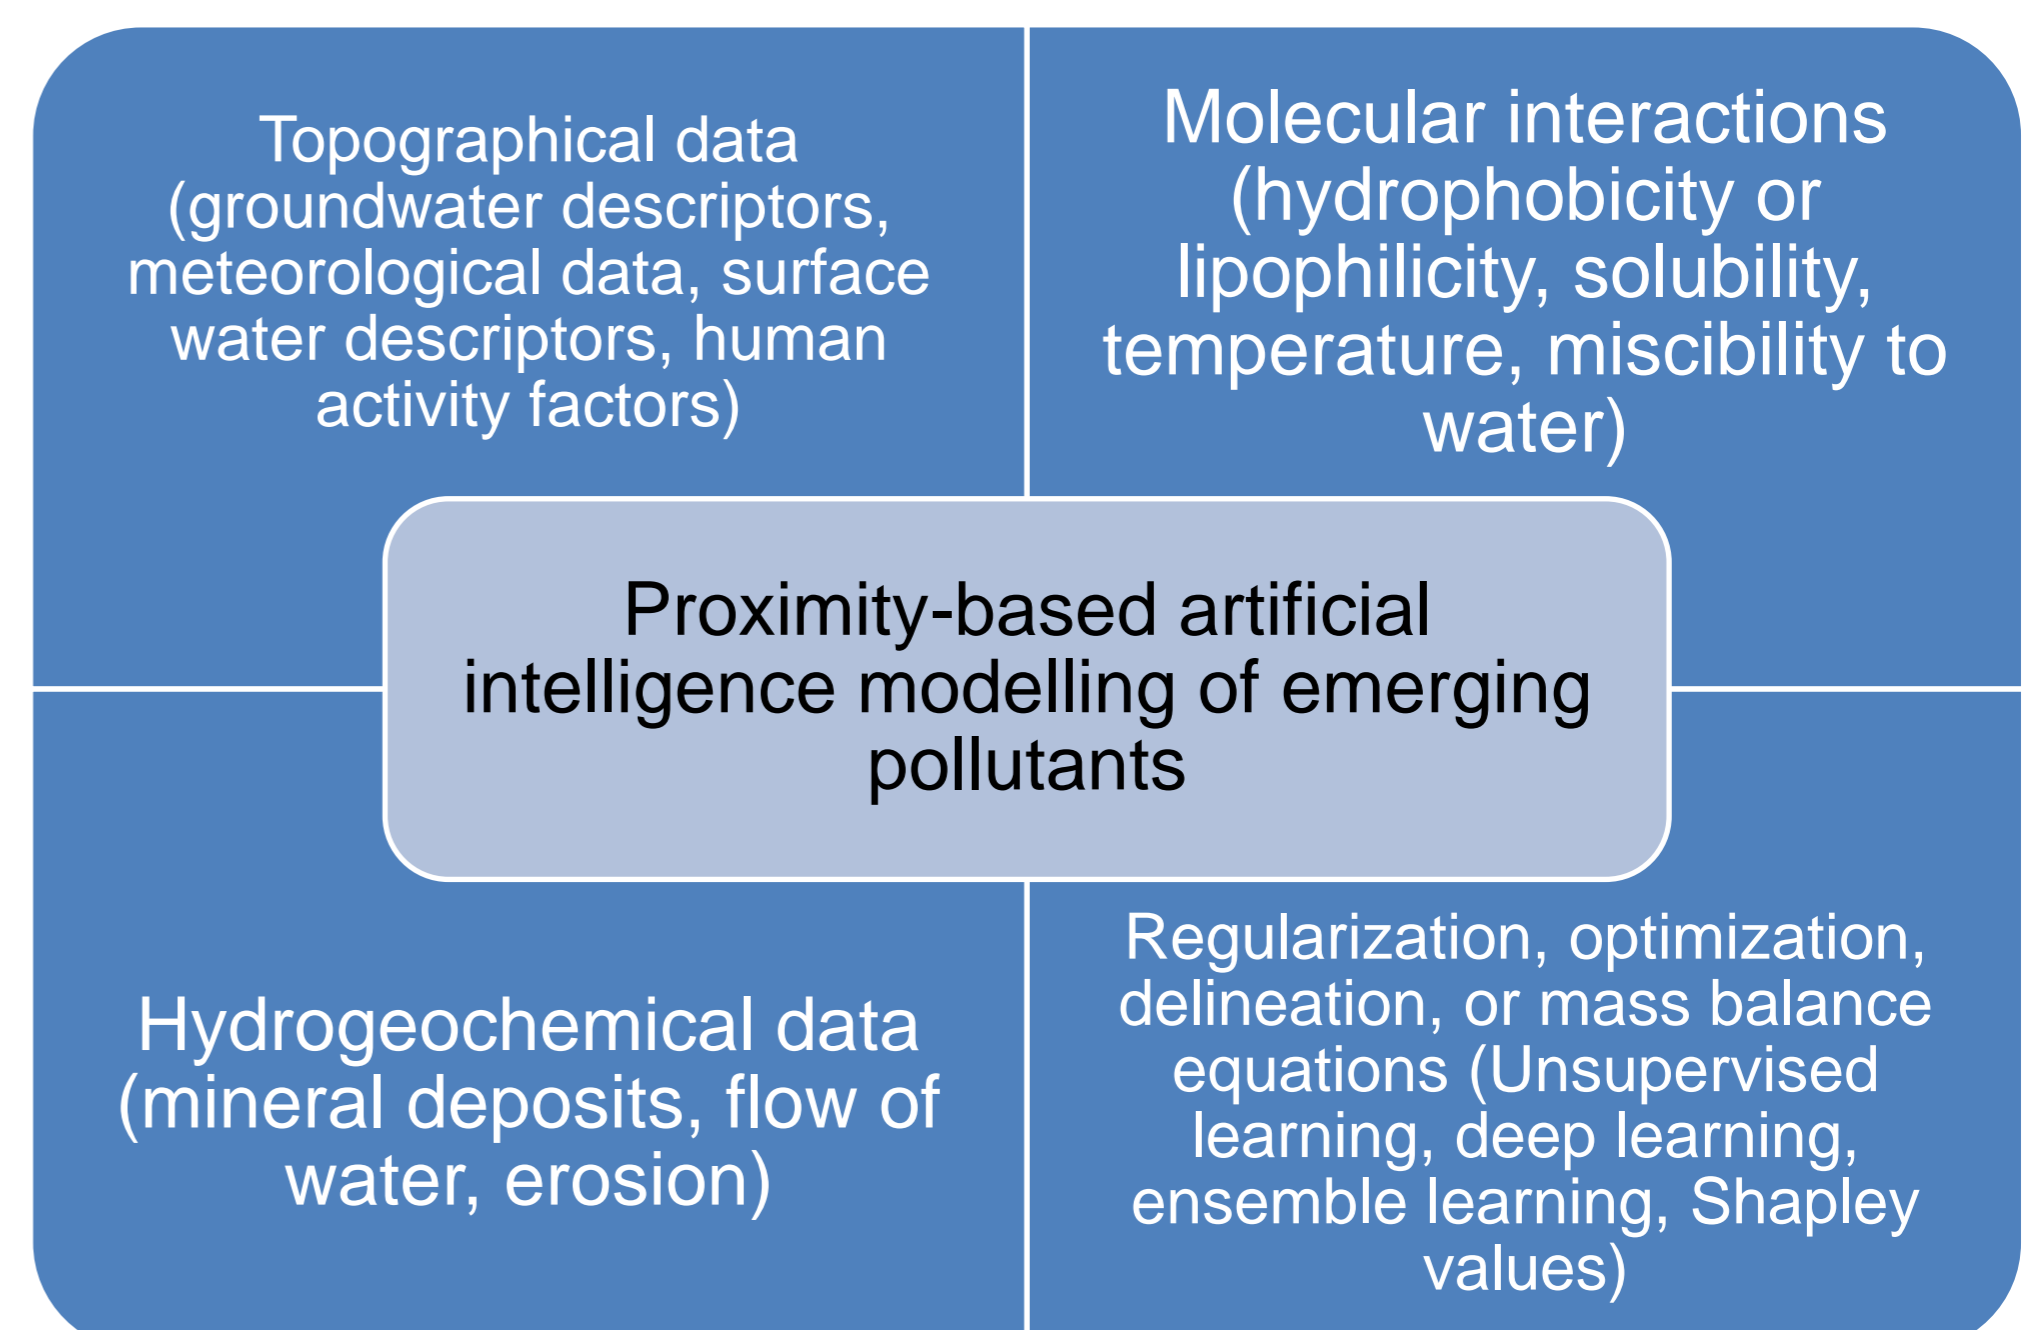 Topographical data
(groundwater descriptors,
meteorological data, surface
water descriptors, human
activity factors)
Molecular interactions
(hydrophobicity or
lipophilicity, solubility,
temperature, miscibility to
water)
Proximity-based artificial
intelligence modelling of emerging
pollutants
Hydrogeochemical data
(mineral deposits, flow of
water, erosion)
Regularization, optimization,
delineation, or mass balance
equations (Unsupervised
learning, deep learning,
ensemble learning, Shapley
values)